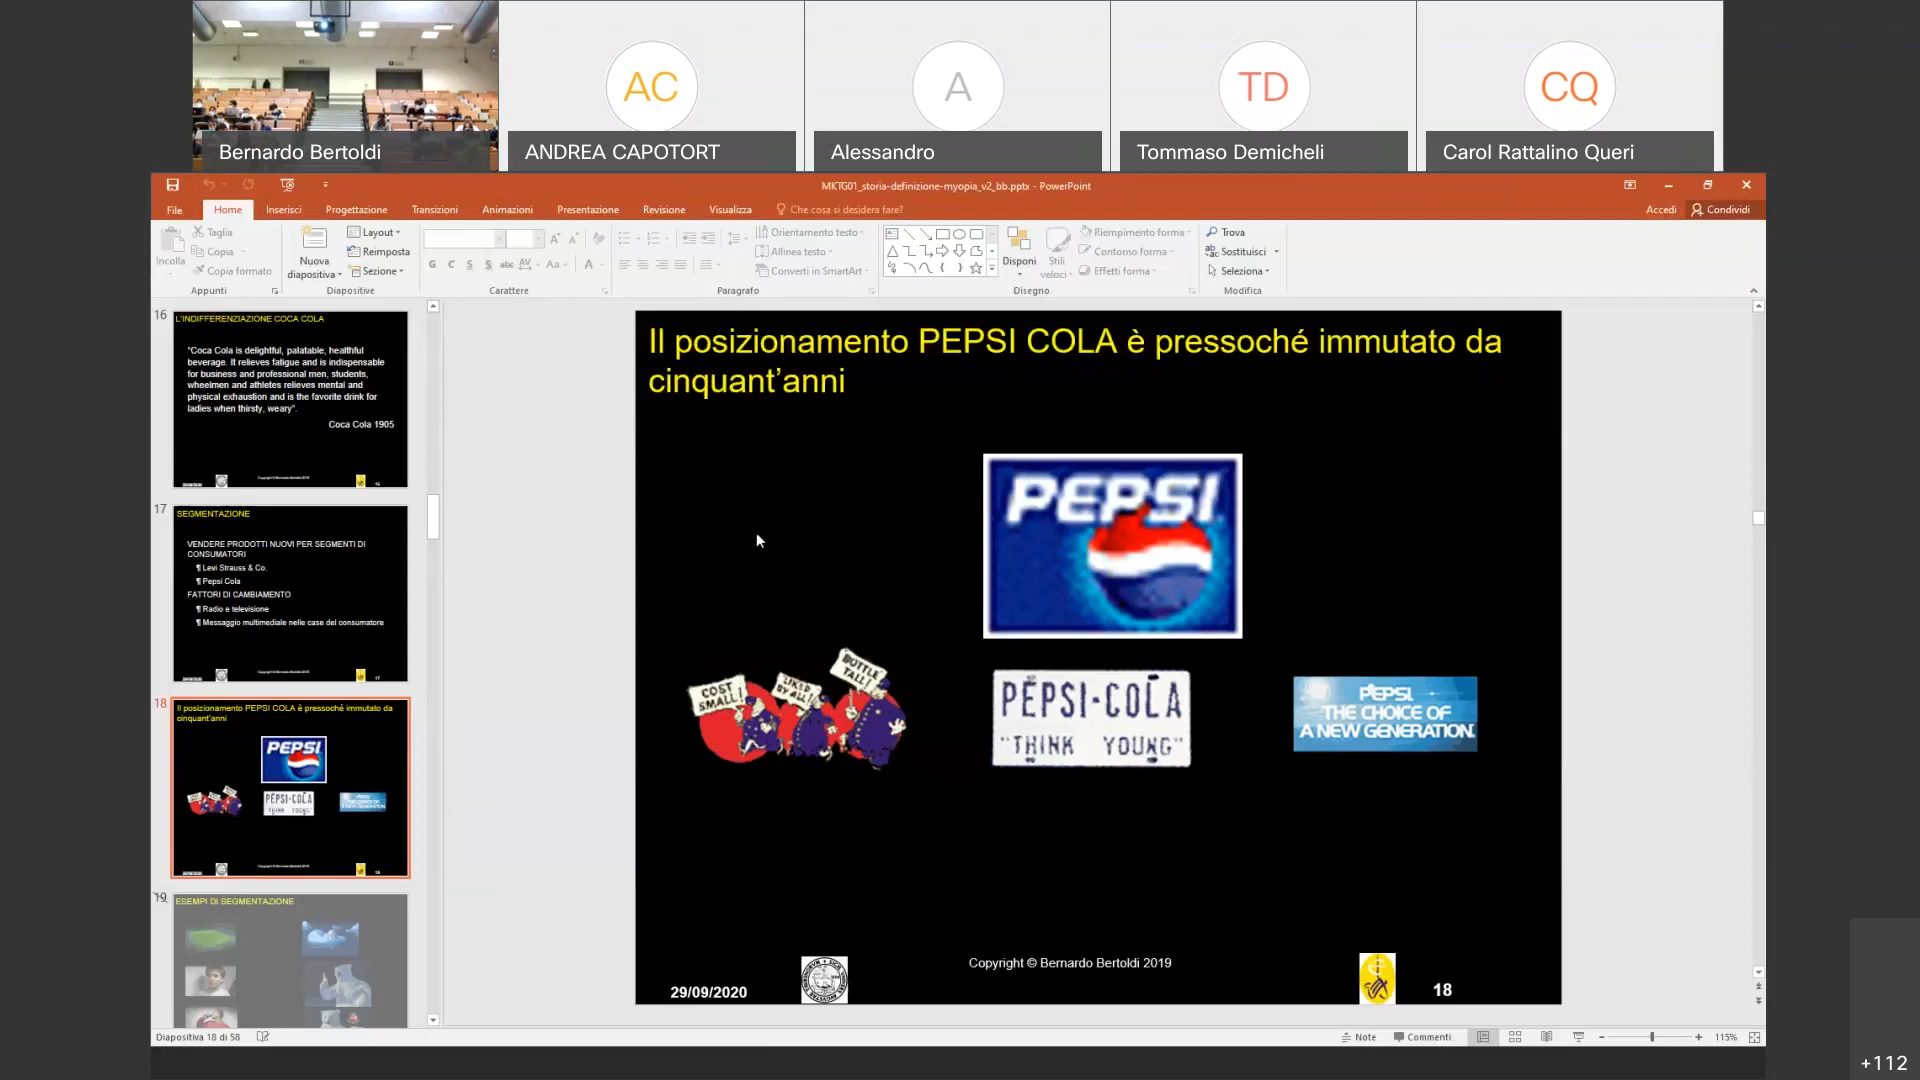 AC
A
TD
CQ
Bernardo Bertoldi
ANDREA CAPOTORT
Alessandro
Tommaso Demicheli
Carol Rattalino Queri
MKTG01_storia-definizione-myopia_v2_bb.pptx - PowerPoint
File
Home
Inserisci
Progettazione
Transizioni
Animazioni
Presentazione
Revisione
Visualizza
Che cosa si desidera fare?
Accedi
Condividi
Incolla
Taglia
Copia
Copia formato
Appunti
Nuova
diapositiva
Layout
Reimposta
Sezione
Diapositive
G C S S abc AV Aa A
Carattere
Orientamento testo
Allinea testo
Converti in SmartArt
Paragrafo
Disponi
Stili
veloci
Riempimento forma
Contorno forma
Effetti forma
Disegno
Trova
Sostituisci
Seleziona
Modifica
16
L'INDIFFERENZIAZIONE COCA COLA
"Coca Cola is delightful, palatable, healthful
beverage. It relieves fatigue and is indispensable
for business and professional men, students,
wheelmen and athletes relieves mental and
physical exhaustion and is the favorite drink for
ladies when thirsty, weary".
Coca Cola 1905
17
SEGMENTAZIONE
VENDERE PRODOTTI NUOVI PER SEGMENTI DI
CONSUMATORI
¶ Levi Strauss & Co.
¶ Pepsi Cola
FATTORI DI CAMBIAMENTO
¶ Radio e televisione
¶ Messaggio multimediale nelle case del consumatore
18
Il posizionamento PEPSI COLA è pressoché immutato da
cinquant'anni
PEPSI
PEPSI-COLA
19
ESEMPI DI SEGMENTAZIONE
Il posizionamento PEPSI COLA è pressoché immutato da
cinquant'anni
PEPSI
COST
SMALL!
LIKED
BY ALL!
BOTTLE
TALL!
PEPSI-COLA
"THINK YOUNG"
PEPSI.
THE CHOICE OF
A NEW GENERATION.
Copyright © Bernardo Bertoldi 2019
29/09/2020
18
Diapositiva 18 di 58
Note
Commenti
115%
+112